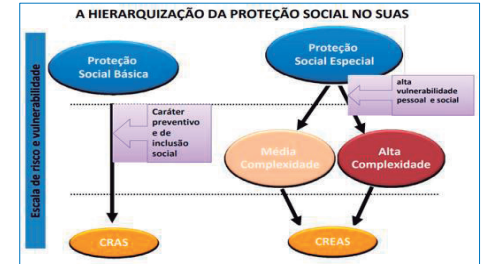 A HIERARQUIZAÇÃO DA PROTEÇÃO SOCIAL NO SUAS
Escala de risco e vulnerabilidade
Proteção
Social Básica
Proteção
Social Especial
alta
vulnerabilidade
pessoal e social
Caráter
preventivo
e de
inclusão
social
Média
Complexidade
Alta
Complexidade
CRAS
CREAS